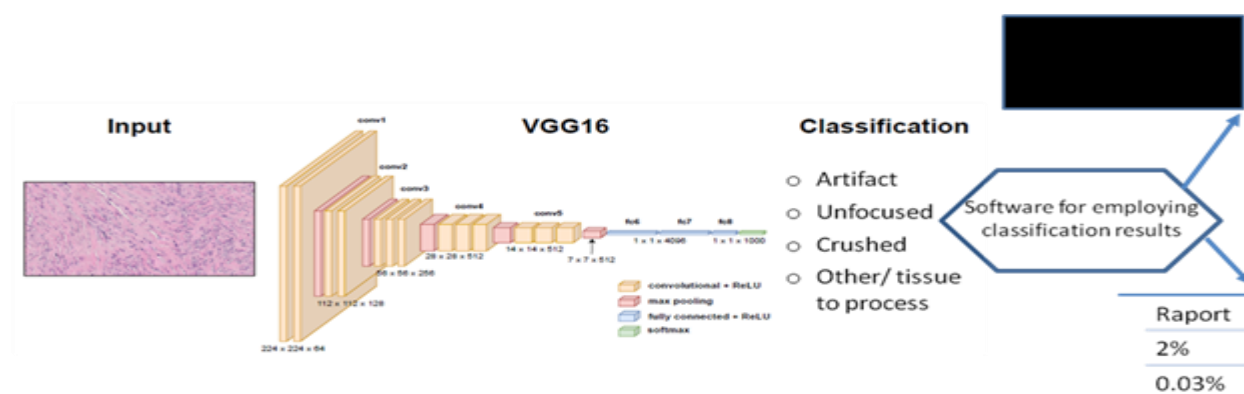 Input
VGG16
Classification
conv1
conv2
conv3
conv4
conv5
fc6
fc7
fc8
224 x 224 x 64
112 x 112 x 128
56 x 56 x 256
28 x 28 x 512
14 x 14 x 512
7 x 7 x 512
1 x 1 x 4096
1 x 1 x 1000
convolutional + ReLU
max pooling
fully connected + ReLU
softmax
Artifact
Unfocused
Crushed
Other/ tissue
to process
Software for employing
classification results
Raport
2%
0.03%